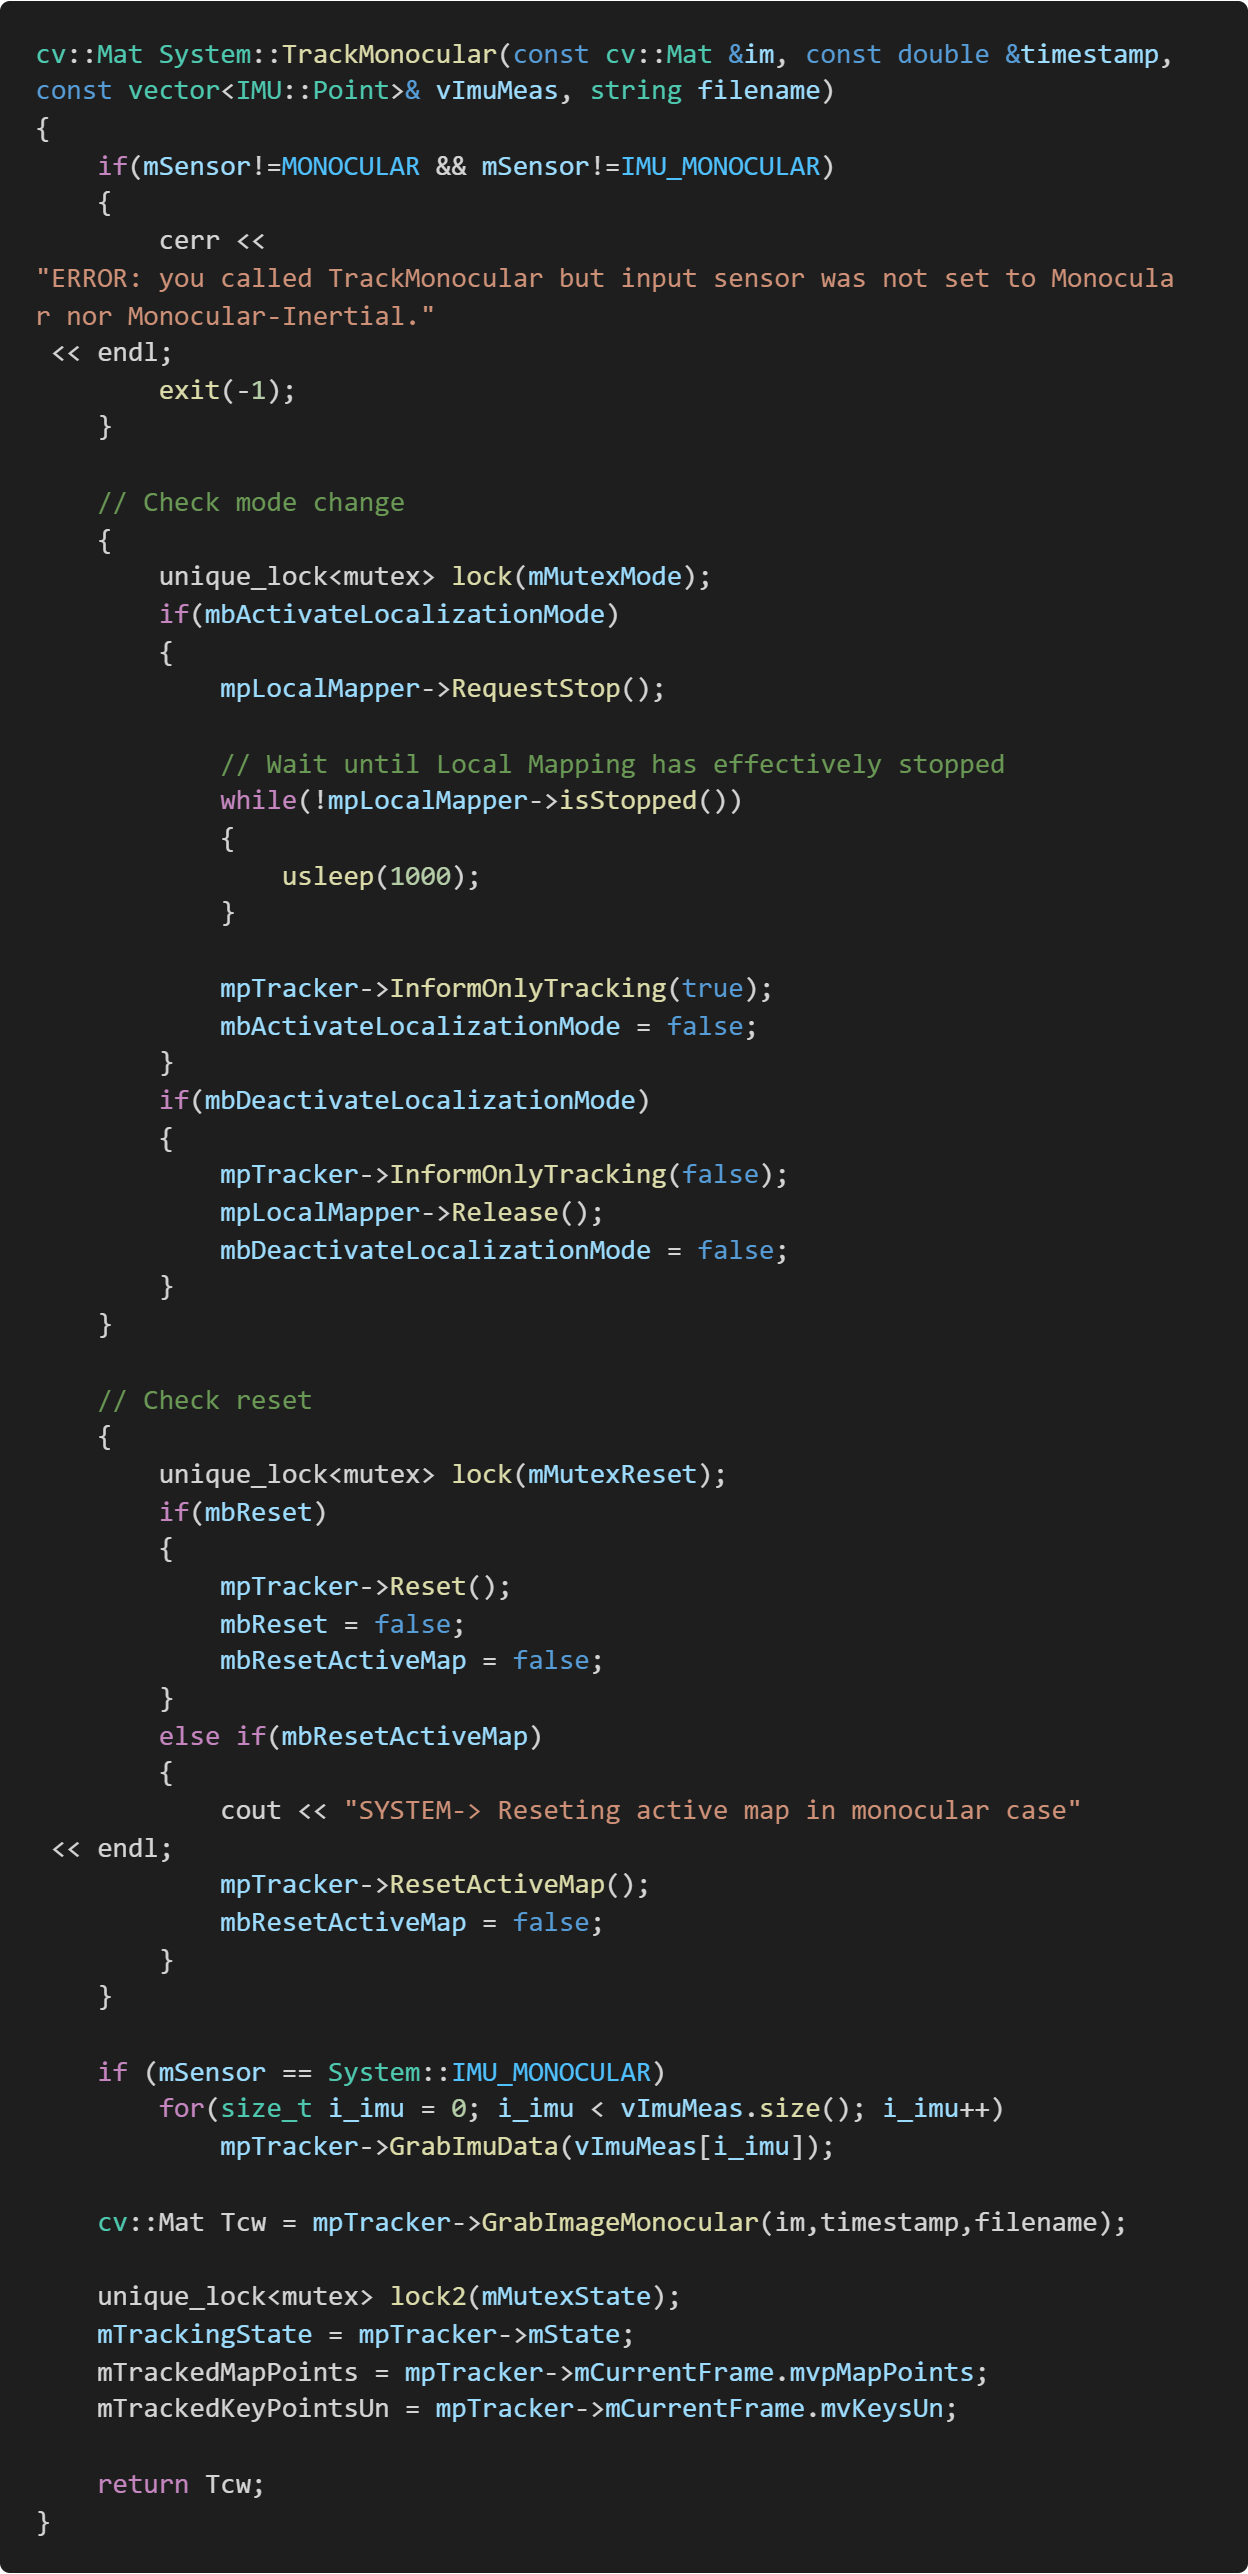 cv::Mat System::TrackMonocular(const cv::Mat &im, const double &timestamp,
const vector<IMU::Point>& vImuMeas, string filename)
{
    if(mSensor!=MONOCULAR && mSensor!=IMU_MONOCULAR)
    {
        cerr <<
"ERROR: you called TrackMonocular but input sensor was not set to Monocula
r nor Monocular-Inertial."
 << endl;
        exit(-1);
    }

    // Check mode change
    {
        unique_lock<mutex> lock(mMutexMode);
        if(mbActivateLocalizationMode)
        {
            mpLocalMapper->RequestStop();

            // Wait until Local Mapping has effectively stopped
            while(!mpLocalMapper->isStopped())
            {
                usleep(1000);
            }

            mpTracker->InformOnlyTracking(true);
            mbActivateLocalizationMode = false;
        }
        if(mbDeactivateLocalizationMode)
        {
            mpTracker->InformOnlyTracking(false);
            mpLocalMapper->Release();
            mbDeactivateLocalizationMode = false;
        }
    }

    // Check reset
    {
        unique_lock<mutex> lock(mMutexReset);
        if(mbReset)
        {
            mpTracker->Reset();
            mbReset = false;
            mbResetActiveMap = false;
        }
        else if(mbResetActiveMap)
        {
            cout << "SYSTEM-> Reseting active map in monocular case"
 << endl;
            mpTracker->ResetActiveMap();
            mbResetActiveMap = false;
        }
    }

    if (mSensor == System::IMU_MONOCULAR)
        for(size_t i_imu = 0; i_imu < vImuMeas.size(); i_imu++)
            mpTracker->GrabImuData(vImuMeas[i_imu]);

    cv::Mat Tcw = mpTracker->GrabImageMonocular(im,timestamp,filename);

    unique_lock<mutex> lock2(mMutexState);
    mTrackingState = mpTracker->mState;
    mTrackedMapPoints = mpTracker->mCurrentFrame.mvpMapPoints;
    mTrackedKeyPointsUn = mpTracker->mCurrentFrame.mvKeysUn;

    return Tcw;
}